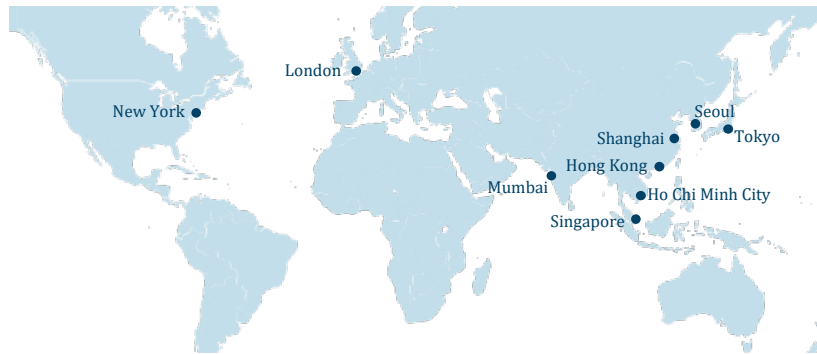 London
New York
Seoul
Shanghai
Tokyo
Hong Kong
Mumbai
Ho Chi Minh City
Singapore